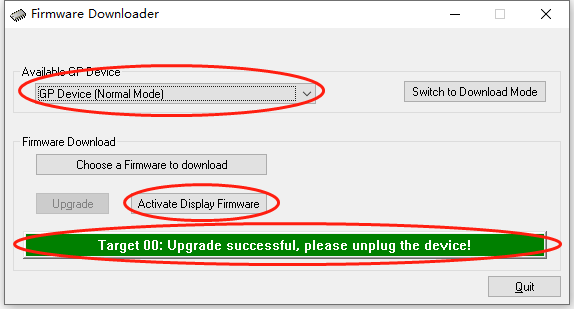 Firmware Downloader
Available GP Device
GP Device (Normal Mode)
Switch to Download Mode
Firmware Download
Choose a Firmware to download
Upgrade
Activate Display Firmware
Target 00: Upgrade successful, please unplug the device!
Quit